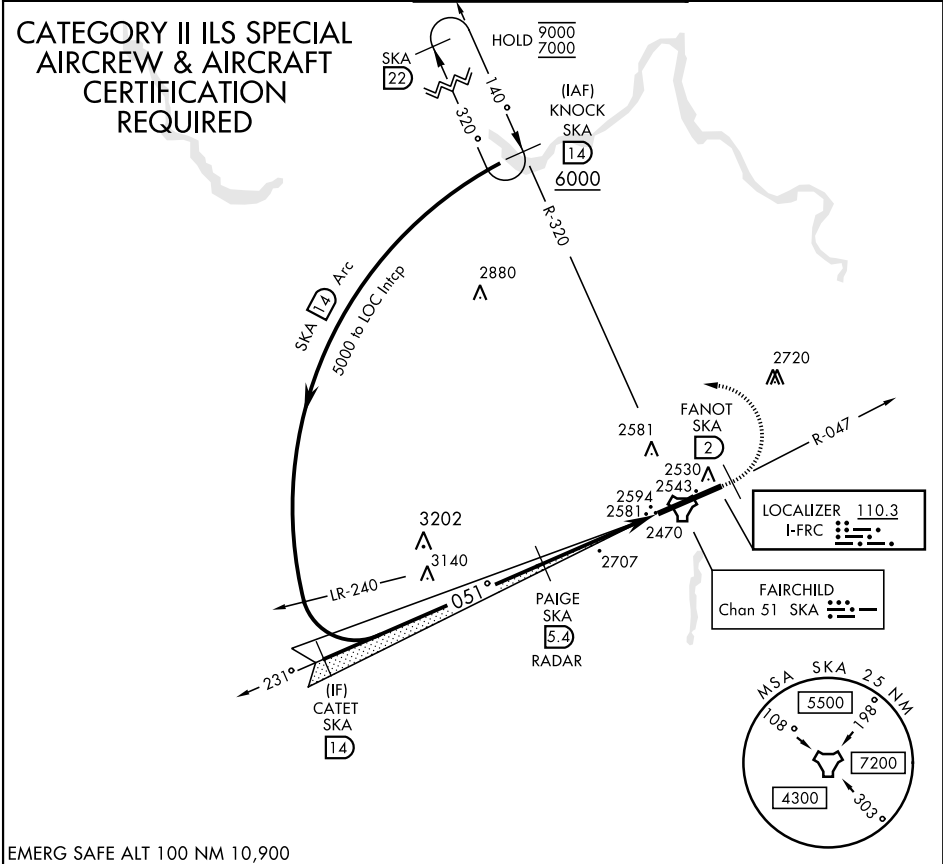 CATEGORY II ILS SPECIAL
AIRCREW & AIRCRAFT
CERTIFICATION
REQUIRED
SKA
22
HOLD 9000
7000
140°
320°
(IAF)
KNOCK
SKA
14
6000
R-320
SKA 14 Arc
5000 to LOC Intcp
2880
2720
FANOT
SKA
2
R-047
2581
2530
2543
2594
2581
2470
2707
LOCALIZER 110.3
I-FRC
FAIRCHILD
Chan 51 SKA
3202
3140
LR-240
051°
PAIGE
SKA
5.4
RADAR
231°
(IF)
CATET
SKA
14
MSA SKA 25 NM
5500
108°
198°
7200
4300
303°
EMERG SAFE ALT 100 NM 10,900